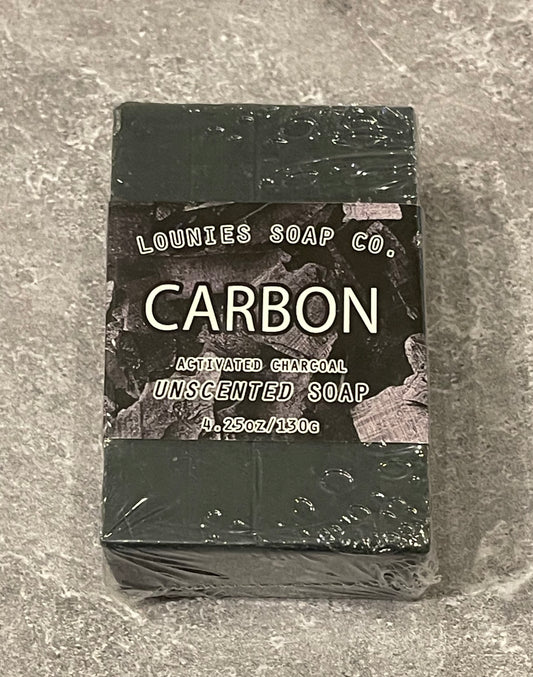 LOUNIES SOAP CO.
CARBON
ACTIVATED CHARCOAL
UNSCENTED SOAP
4.25oz/130G